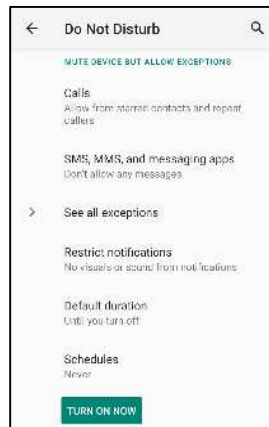 Do Not Disturb
MUTE DEVICE BUT ALLOW EXCEPTIONS
Calls
Allow from starred contacts and repeat
callers
SMS, MMS, and messaging apps
Don't allow any messages
See all exceptions
Restrict notifications
No visuals or sound from notifications
Default duration
Until you turn off
Schedules
Never
TURN ON NOW